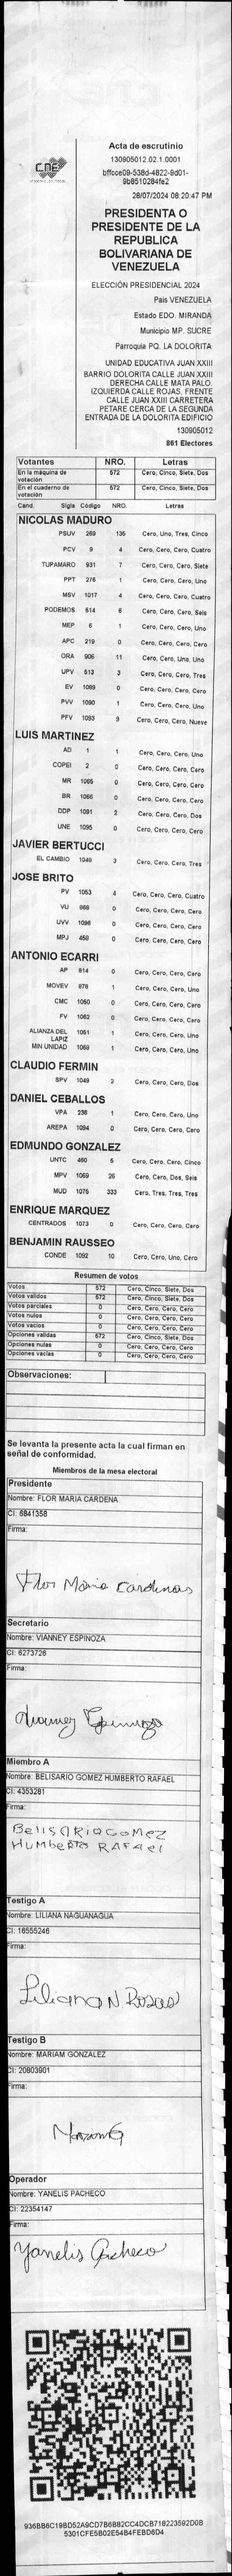 CNE
Acta de escrutinio
130905012.02.1.0001
bffcce09-538d-4822-9d01-
9b8510284fe2
28/07/2024 08:20:47 PM
PRESIDENTA O
PRESIDENTE DE LA
REPUBLICA
BOLIVARIANA DE
VENEZUELA
ELECCIÓN PRESIDENCIAL 2024
País VENEZUELA
Estado EDO. MIRANDA
Municipio MP. SUCRE
Parroquia PQ. LA DOLORITA
UNIDAD EDUCATIVA JUAN XXIII
BARRIO DOLORITA CALLE JUAN XXIII
DERECHA CALLE MATA PALO.
IZQUIERDA CALLE ROJAS. FRENTE
CALLE JUAN XXIII CARRETERA
PETARE CERCA DE LA SEGUNDA
ENTRADA DE LA DOLORITA EDIFICIO
130905012
861 Electores
Votantes NRO. Letras
En la máquina de votación 572 Cero, Cinco, Siete, Dos
En el cuaderno de votación 572 Cero, Cinco, Siete, Dos
Cand. Sigla Código NRO. Letras
NICOLAS MADURO
PSUV 269 135 Cero, Uno, Tres, Cinco
PCV 9 4 Cero, Cero, Cero, Cuatro
TUPAMARO 931 7 Cero, Cero, Cero, Siete
PPT 276 1 Cero, Cero, Cero, Uno
MSV 1017 4 Cero, Cero, Cero, Cuatro
PODEMOS 514 6 Cero, Cero, Cero, Seis
MEP 6 1 Cero, Cero, Cero, Uno
APC 219 0 Cero, Cero, Cero, Cero
ORA 906 11 Cero, Cero, Uno, Uno
UPV 513 3 Cero, Cero, Cero, Tres
EV 1089 0 Cero, Cero, Cero, Cero
PVV 1090 1 Cero, Cero, Cero, Uno
PFV 1093 9 Cero, Cero, Cero, Nueve
LUIS MARTINEZ
AD 1 1 Cero, Cero, Cero, Uno
COPEI 2 0 Cero, Cero, Cero, Cero
MR 1065 0 Cero, Cero, Cero, Cero
BR 1066 0 Cero, Cero, Cero, Cero
DDP 1091 2 Cero, Cero, Cero, Dos
UNE 1095 0 Cero, Cero, Cero, Cero
JAVIER BERTUCCI
EL CAMBIO 1048 3 Cero, Cero, Cero, Tres
JOSE BRITO
PV 1053 4 Cero, Cero, Cero, Cuatro
VU 868 0 Cero, Cero, Cero, Cero
UVV 1096 0 Cero, Cero, Cero, Cero
MPJ 458 0 Cero, Cero, Cero, Cero
ANTONIO ECARRI
AP 814 0 Cero, Cero, Cero, Cero
MOVEV 878 1 Cero, Cero, Cero, Uno
CMC 1050 0 Cero, Cero, Cero, Cero
FV 1062 0 Cero, Cero, Cero, Cero
ALIANZA DEL LAPIZ 1051 1 Cero, Cero, Cero, Uno
MIN UNIDAD 1058 1 Cero, Cero, Cero, Uno
CLAUDIO FERMIN
SPV 1049 2 Cero, Cero, Cero, Dos
DANIEL CEBALLOS
VPA 236 1 Cero, Cero, Cero, Uno
AREPA 1094 0 Cero, Cero, Cero, Cero
EDMUNDO GONZALEZ
UNTC 460 5 Cero, Cero, Cero, Cinco
MPV 1069 26 Cero, Cero, Dos, Seis
MUD 1075 333 Cero, Tres, Tres, Tres
ENRIQUE MARQUEZ
CENTRADOS 1073 0 Cero, Cero, Cero, Cero
BENJAMIN RAUSSEO
CONDE 1092 10 Cero, Cero, Uno, Cero
Resumen de votos
Votos 572 Cero, Cinco, Siete, Dos
Votos validos 572 Cero, Cinco, Siete, Dos
Votos parciales 0 Cero, Cero, Cero, Cero
Votos nulos 0 Cero, Cero, Cero, Cero
Votos vacios 0 Cero, Cero, Cero, Cero
Opciones validas 572 Cero, Cinco, Siete, Dos
Opciones nulas 0 Cero, Cero, Cero, Cero
Opciones vacias 0 Cero, Cero, Cero, Cero
Observaciones:
Se levanta la presente acta la cual firman en
señal de conformidad.
Miembros de la mesa electoral
Presidente
Nombre: FLOR MARIA CARDENA
CI: 6841358
Firma:
Flor Maria Cardenas
Secretario
Nombre: VIANNEY ESPINOZA
CI: 6273726
Firma:
Vianney Espinoza
Miembro A
Nombre: BELISARIO GOMEZ HUMBERTO RAFAEL
CI: 4353281
Firma:
BeliSARIO GOMEZ
HUMBERTO RAFAEl
Testigo A
Nombre: LILIANA NAGUANAGUA
CI: 16555246
Firma:
Liliana N. Rosas
Testigo B
Nombre: MARIAM GONZALEZ
CI: 20803901
Firma:
Operador
Nombre: YANELIS PACHECO
CI: 22354147
Firma:
Yanelis Pacheco
936BB6C19BD52A9CD7B6B82CC4DCB718223592D0B
5301CFE5B02E54B4FEBD6D4